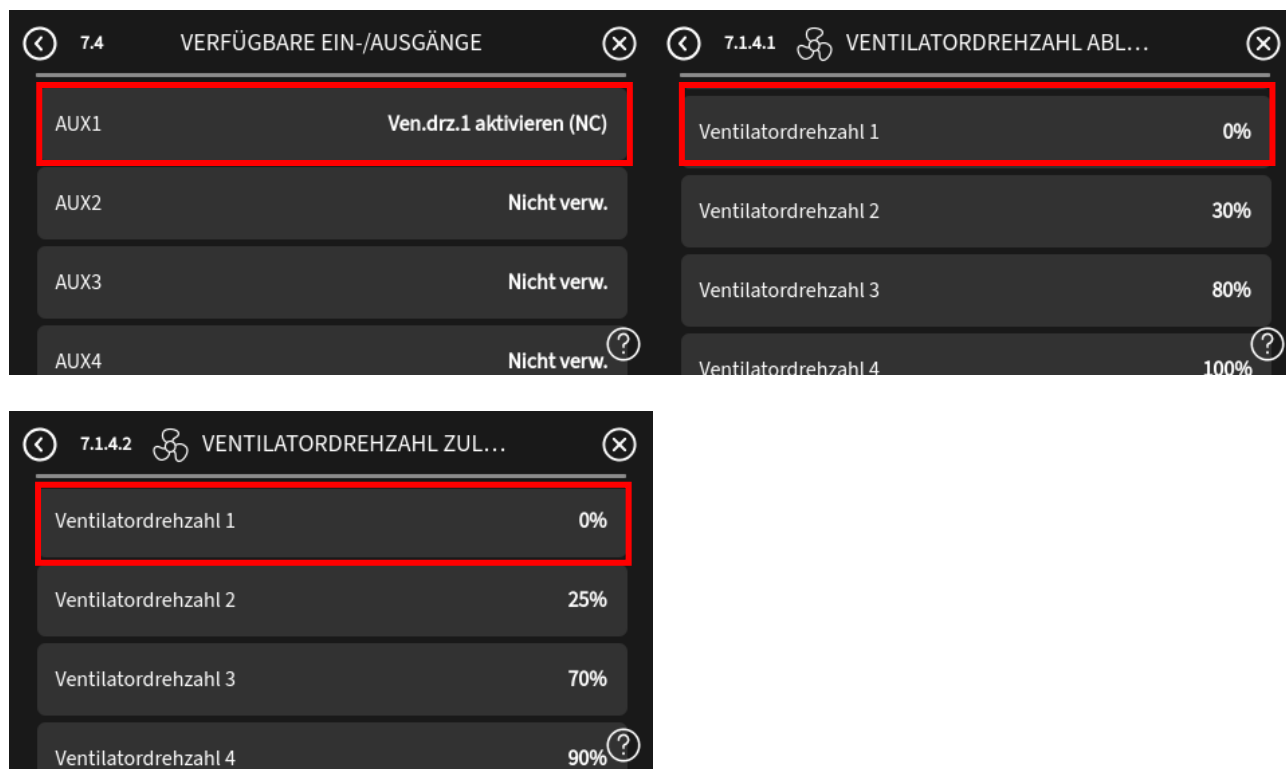 7.4 VERFÜGBARE EIN-/AUSGÄNGE
AUX1 Ven.drz.1 aktivieren (NC)
AUX2 Nicht verw.
AUX3 Nicht verw.
AUX4 Nicht verw.
?
7.1.4.1 VENTILATORDREHZAHL ABL...
Ventilatordrehzahl 1 0%
Ventilatordrehzahl 2 30%
Ventilatordrehzahl 3 80%
Ventilatordrehzahl 4 100%
?
7.1.4.2 VENTILATORDREHZAHL ZUL...
Ventilatordrehzahl 1 0%
Ventilatordrehzahl 2 25%
Ventilatordrehzahl 3 70%
Ventilatordrehzahl 4 90%
?